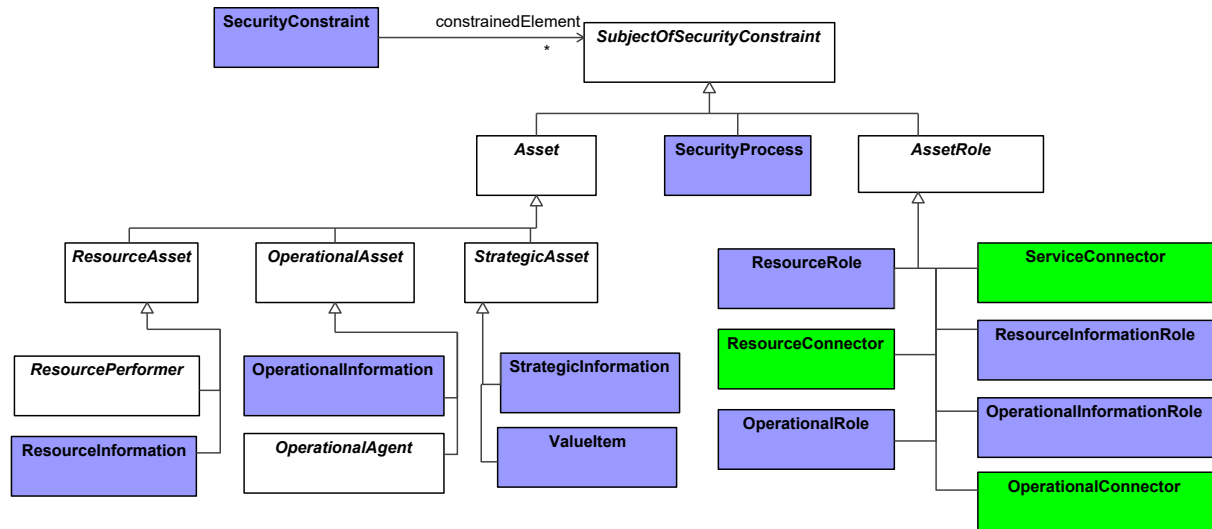 SecurityConstraint
constrainedElement
*
SubjectOfSecurityConstraint
Asset
SecurityProcess
AssetRole
ResourceAsset
OperationalAsset
StrategicAsset
ResourceRole
ServiceConnector
ResourceConnector
ResourceInformationRole
ResourcePerformer
OperationalInformation
StrategicInformation
OperationalRole
OperationalInformationRole
ResourceInformation
OperationalAgent
ValueItem
OperationalConnector